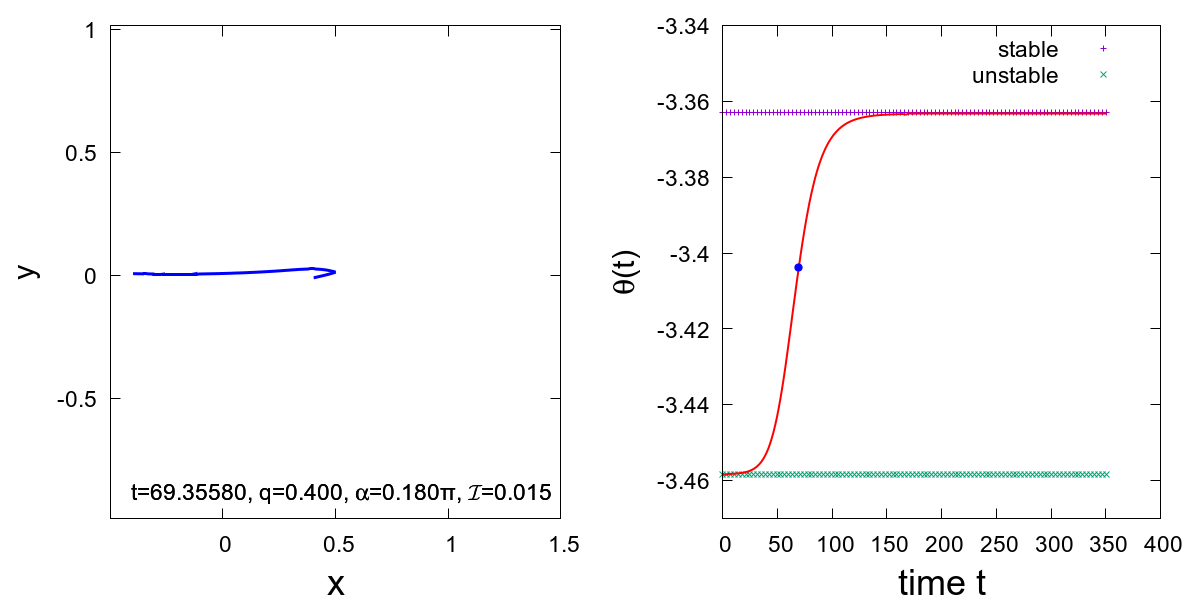 1
0.5
0
-0.5
y
t=69.35580, q=0.400, α=0.180π, ℐ=0.015
0 0.5 1 1.5
x
-3.34
-3.36
-3.38
-3.4
-3.42
-3.44
-3.46
θ(t)
stable
unstable
0 50 100 150 200 250 300 350 400
time t